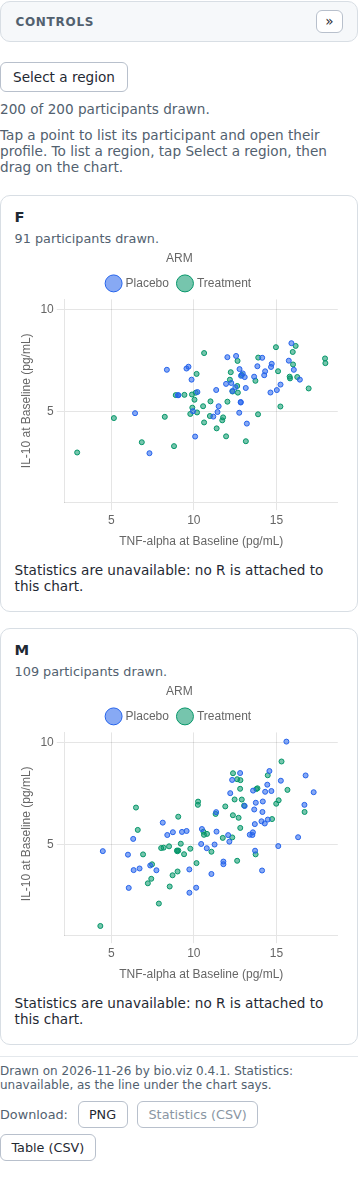 CONTROLS
»
Select a region
200 of 200 participants drawn.
Tap a point to list its participant and open their
profile. To list a region, tap Select a region, then
drag on the chart.
F
91 participants drawn.
ARM
Placebo Treatment
IL-10 at Baseline (pg/mL)
10
5
5 10 15
TNF-alpha at Baseline (pg/mL)
Statistics are unavailable: no R is attached to
this chart.
M
109 participants drawn.
ARM
Placebo Treatment
IL-10 at Baseline (pg/mL)
10
5
5 10 15
TNF-alpha at Baseline (pg/mL)
Statistics are unavailable: no R is attached to
this chart.
Drawn on 2026-11-26 by bio.viz 0.4.1. Statistics:
unavailable, as the line under the chart says.
Download: PNG Statistics (CSV)
Table (CSV)